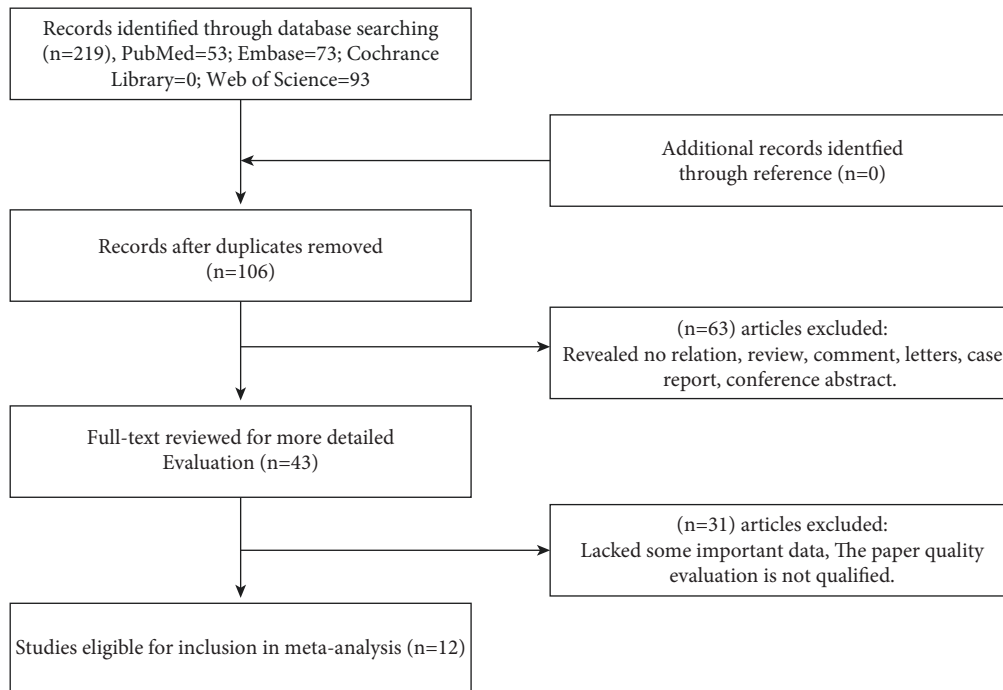 Records identified through database searching
(n=219), PubMed=53; Embase=73; Cochrance
Library=0; Web of Science=93
Additional records identfied
through reference (n=0)
Records after duplicates removed
(n=106)
(n=63) articles excluded:
Revealed no relation, review, comment, letters, case
report, conference abstract.
Full-text reviewed for more detailed
Evaluation (n=43)
(n=31) articles excluded:
Lacked some important data, The paper quality
evaluation is not qualified.
Studies eligible for inclusion in meta-analysis (n=12)